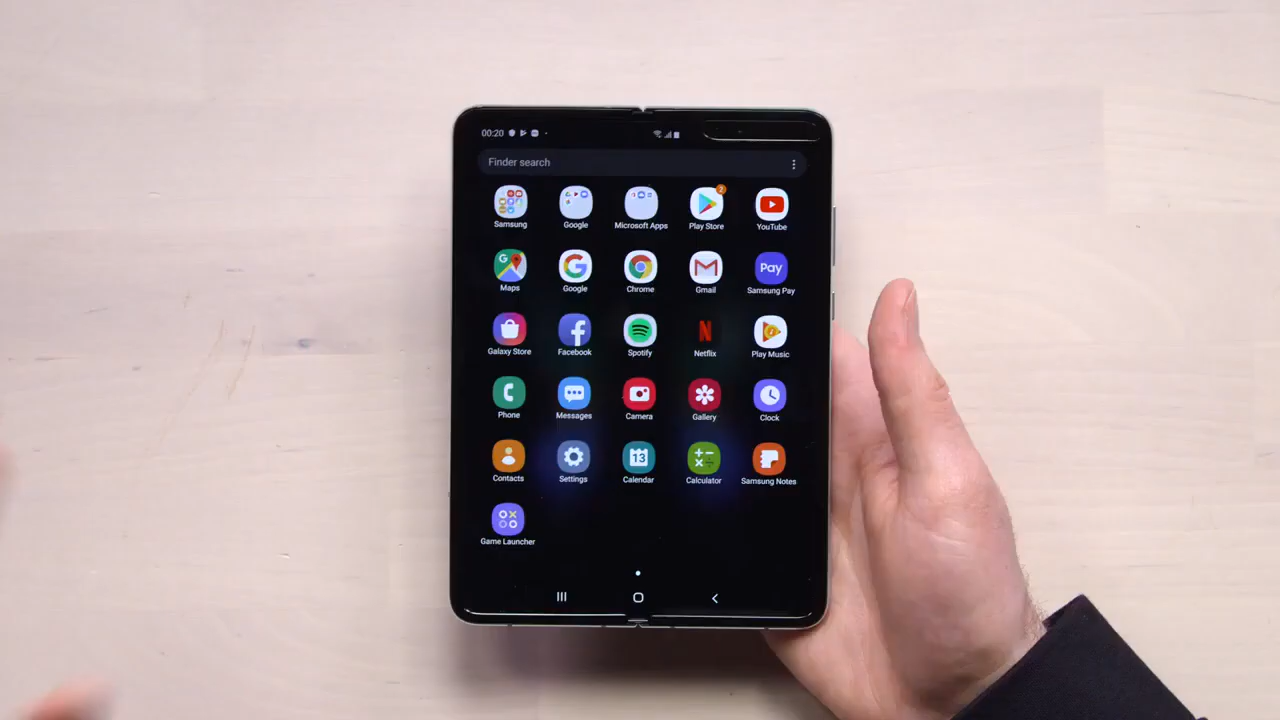 00:20
Finder search
2
Samsung Google Microsoft Apps Play Store YouTube
G
Pay
Maps Google Chrome Gmail Samsung Pay
Galaxy Store Facebook Spotify Netflix Play Music
Phone Messages Camera Gallery Clock
13
Contacts Settings Calendar Calculator Samsung Notes
Game Launcher